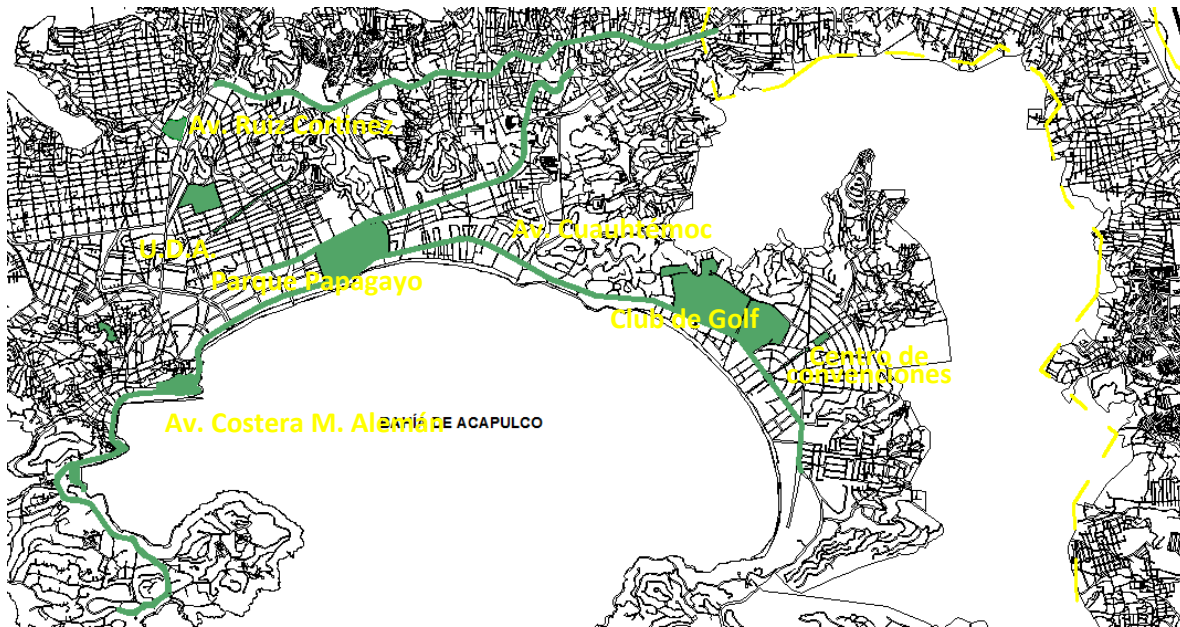 Av. Ruiz Cortinez
Av. Cuauhtémoc
U.D.A.
Parque Papagayo
Club de Golf
Centro de
convenciones
Av. Costera M. Alemán
BAHÍA DE ACAPULCO